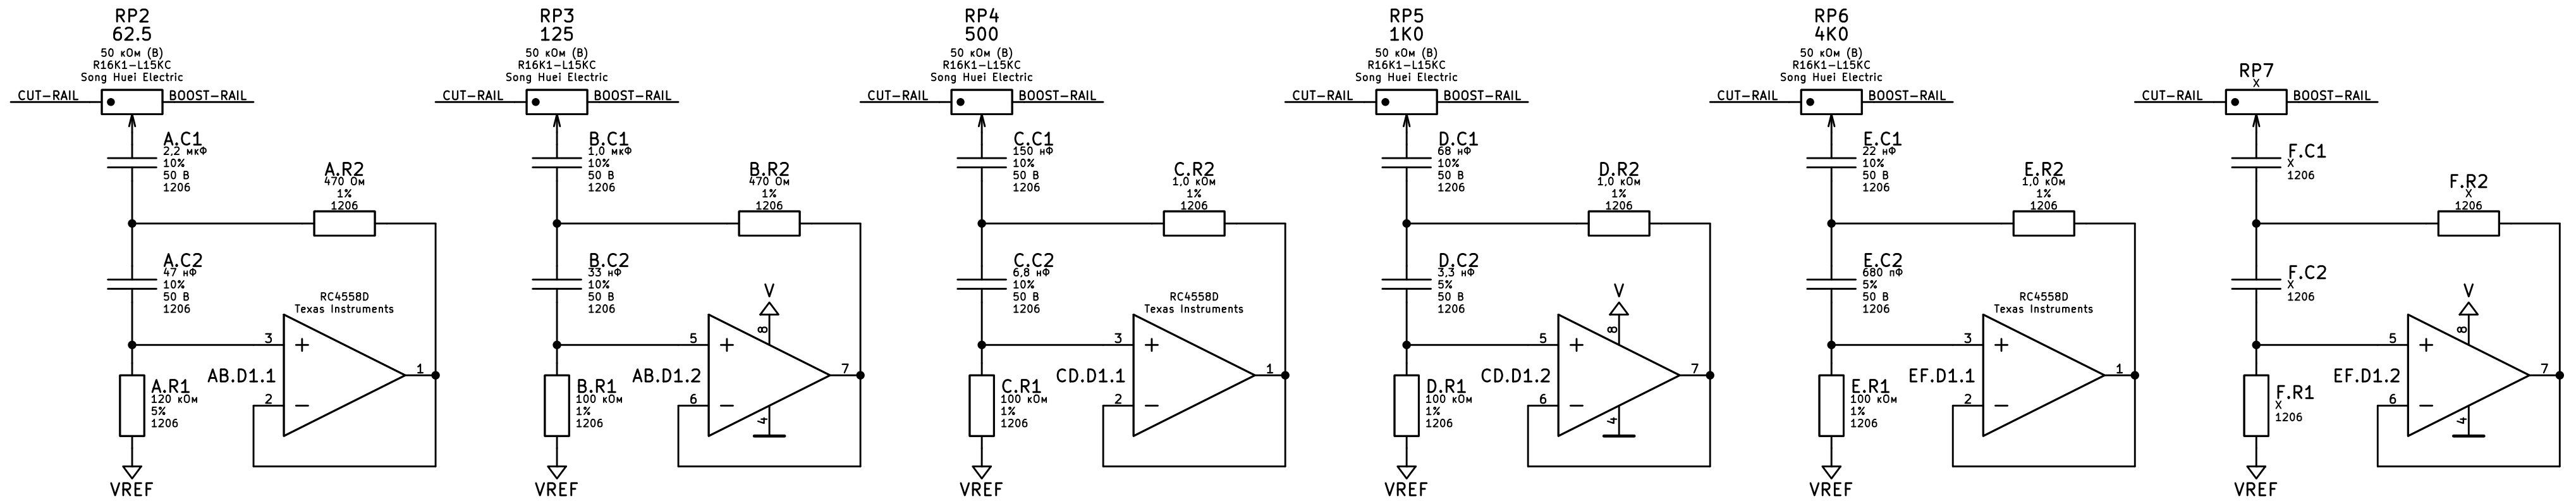 RP2
62.5
50 кОм (B)
R16K1-L15KC
Song Huei Electric
CUT-RAIL
BOOST-RAIL
A.C1
2,2 мкФ
10%
50 В
1206
A.R2
470 Ом
1%
1206
A.C2
47 нФ
10%
50 В
1206
RC4558D
Texas Instruments
3
1
2
AB.D1.1
A.R1
120 кОм
5%
1206
VREF
RP3
125
50 кОм (B)
R16K1-L15KC
Song Huei Electric
CUT-RAIL
BOOST-RAIL
B.C1
1,0 мкФ
10%
50 В
1206
B.R2
470 Ом
1%
1206
B.C2
33 нФ
10%
50 В
1206
V
8
5
7
6
4
AB.D1.2
B.R1
100 кОм
1%
1206
VREF
RP4
500
50 кОм (B)
R16K1-L15KC
Song Huei Electric
CUT-RAIL
BOOST-RAIL
C.C1
150 нФ
10%
50 В
1206
C.R2
1,0 кОм
1%
1206
C.C2
6,8 нФ
10%
50 В
1206
RC4558D
Texas Instruments
3
1
2
CD.D1.1
C.R1
100 кОм
1%
1206
VREF
RP5
1K0
50 кОм (B)
R16K1-L15KC
Song Huei Electric
CUT-RAIL
BOOST-RAIL
D.C1
68 нФ
10%
50 В
1206
D.R2
1,0 кОм
1%
1206
D.C2
3,3 нФ
5%
50 В
1206
V
8
5
7
6
4
CD.D1.2
D.R1
100 кОм
1%
1206
VREF
RP6
4K0
50 кОм (B)
R16K1-L15KC
Song Huei Electric
CUT-RAIL
BOOST-RAIL
E.C1
22 нФ
10%
50 В
1206
E.R2
1,0 кОм
1%
1206
E.C2
680 пФ
5%
50 В
1206
RC4558D
Texas Instruments
3
1
2
EF.D1.1
E.R1
100 кОм
1%
1206
VREF
RP7
X
CUT-RAIL
BOOST-RAIL
F.C1
X
1206
F.R2
X
1206
F.C2
X
1206
V
8
5
7
6
4
EF.D1.2
F.R1
X
1206
VREF